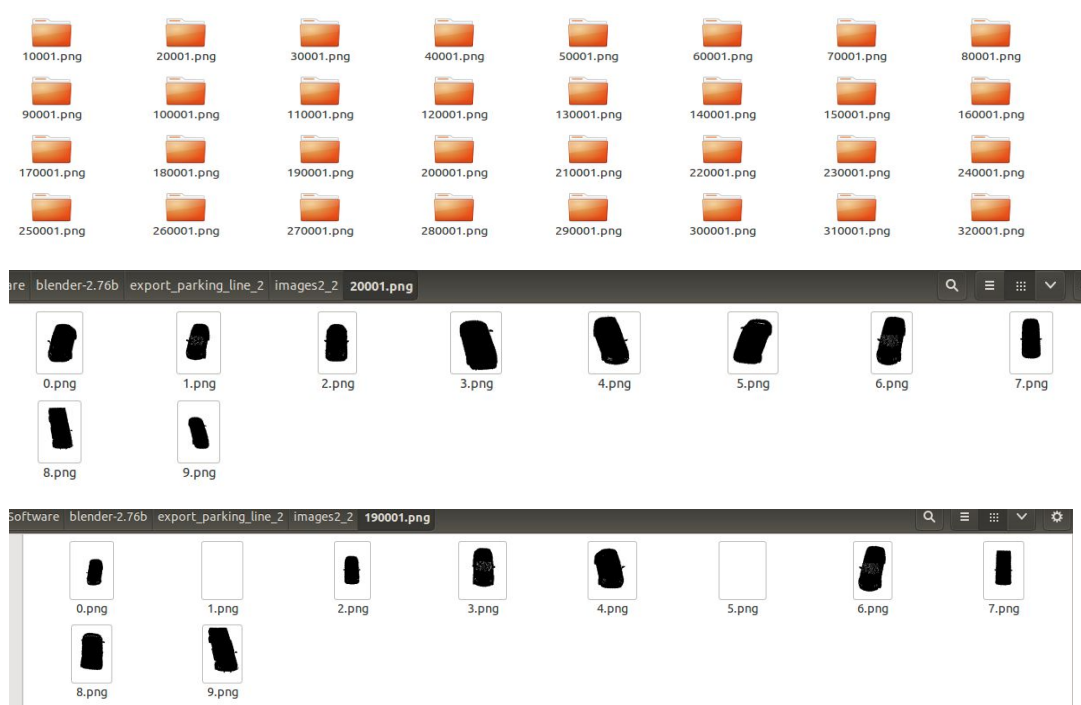 10001.png 20001.png 30001.png 40001.png 50001.png 60001.png 70001.png 80001.png
90001.png 100001.png 110001.png 120001.png 130001.png 140001.png 150001.png 160001.png
170001.png 180001.png 190001.png 200001.png 210001.png 220001.png 230001.png 240001.png
250001.png 260001.png 270001.png 280001.png 290001.png 300001.png 310001.png 320001.png
are blender-2.76b export_parking_line_2 images2_2 20001.png
0.png 1.png 2.png 3.png 4.png 5.png 6.png 7.png
8.png 9.png
Software blender-2.76b export_parking_line_2 images2_2 190001.png
0.png 1.png 2.png 3.png 4.png 5.png 6.png 7.png
8.png 9.png